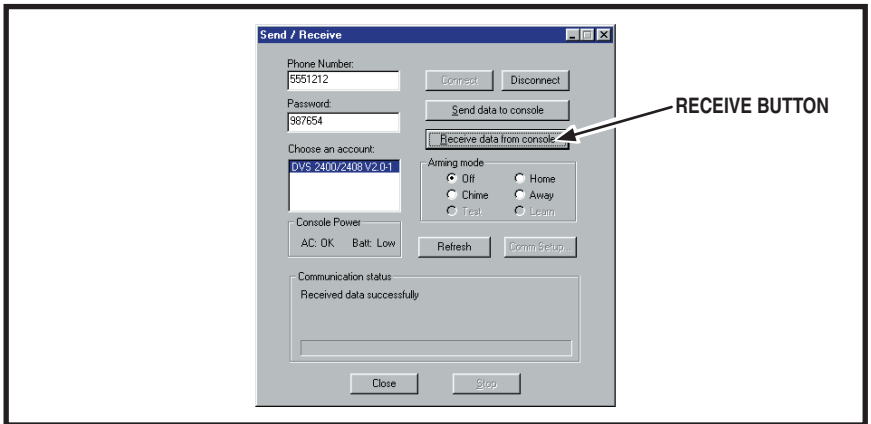 Send / Receive
Phone Number:
5551212
Connect
Disconnect
Password:
987654
Send data to console
RECEIVE BUTTON
Receive data from console
Choose an account:
DVS 2400/2408 V2.0-1
Arming mode
Off
Home
Chime
Away
Test
Learn
Console Power
AC: OK Batt: Low
Refresh
Comm Setup...
Communication status
Received data successfully
Close
Stop